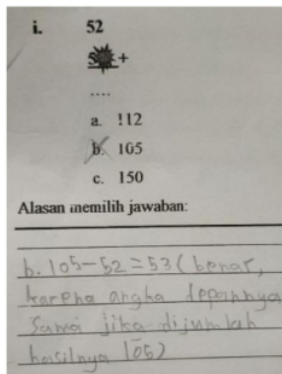 i. 52
5 +
....
a. 112
b. 105
c. 150
Alasan memilih jawaban:
b. 105-52=53 (benar,
karena angka depannya
sama jika dijumlah
hasilnya 105)